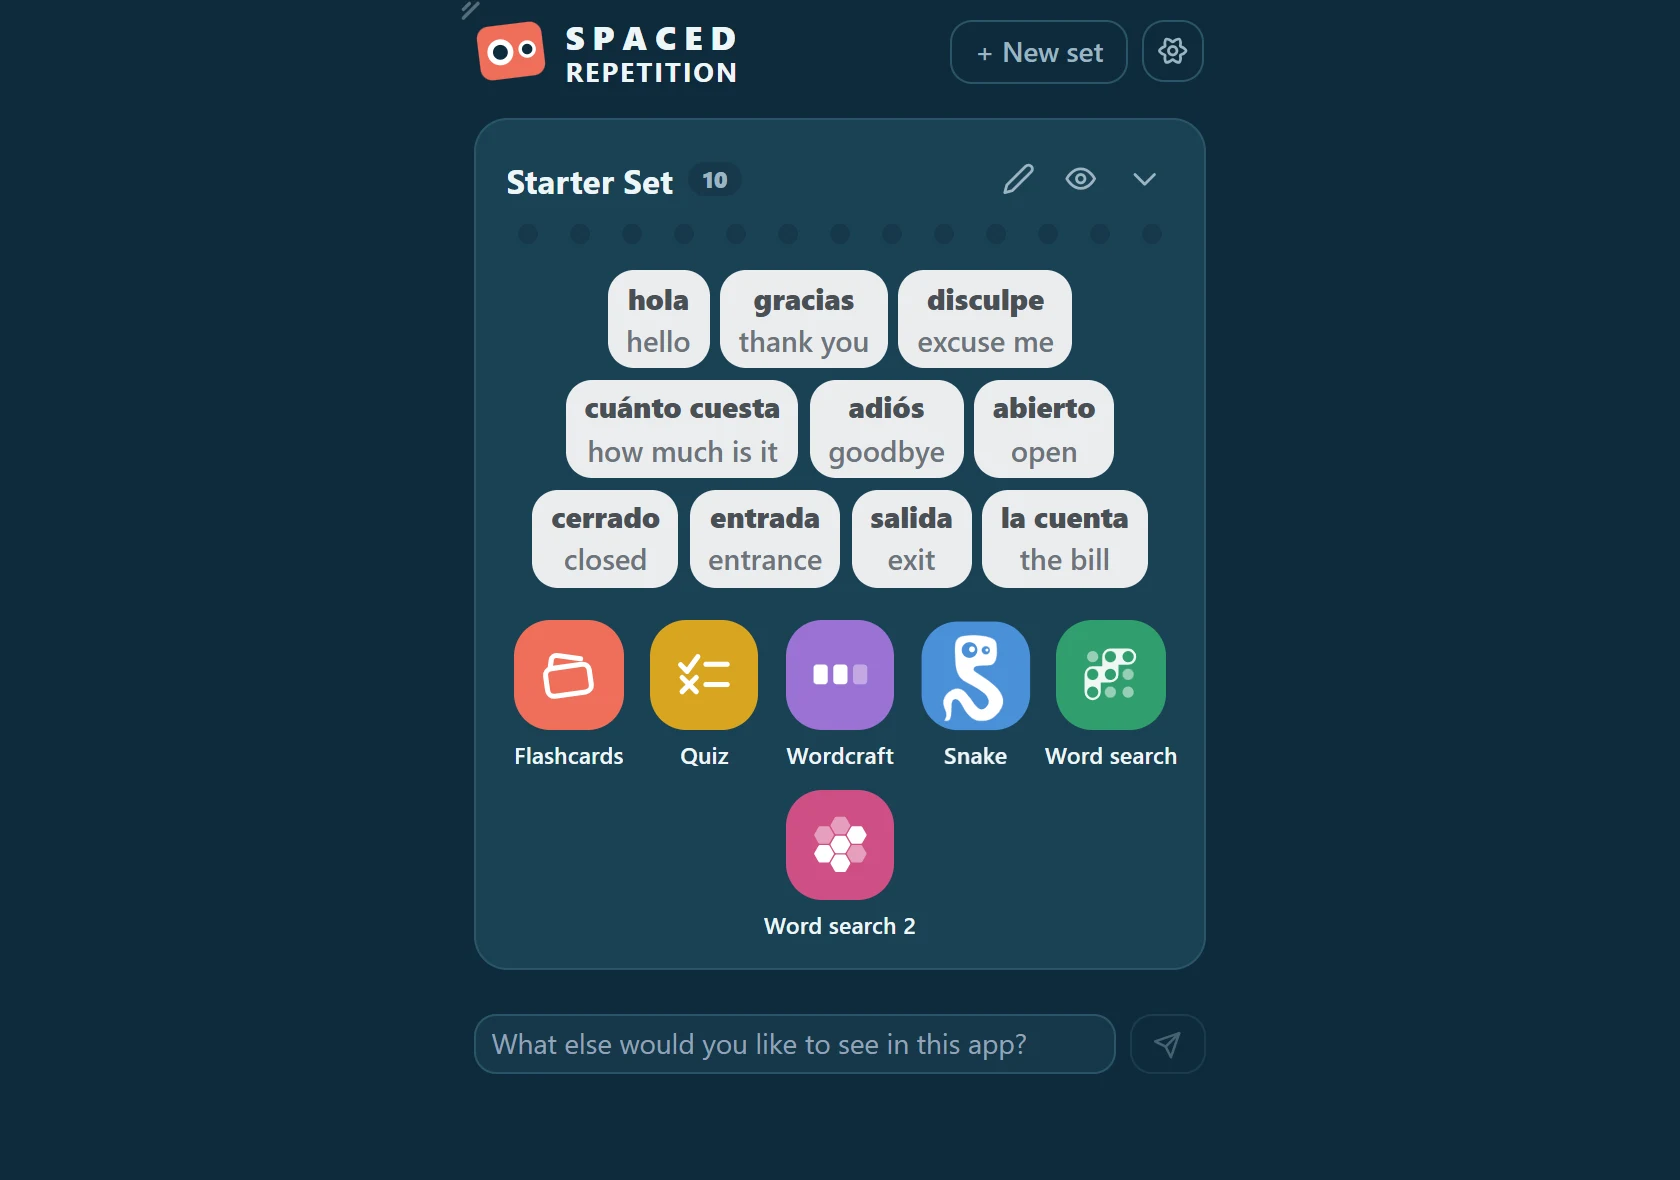 SPACED
REPETITION
+ New set
Starter Set 10
hola
hello
gracias
thank you
disculpe
excuse me
cuánto cuesta
how much is it
adiós
goodbye
abierto
open
cerrado
closed
entrada
entrance
salida
exit
la cuenta
the bill
Flashcards
Quiz
Wordcraft
Snake
Word search
Word search 2
What else would you like to see in this app?